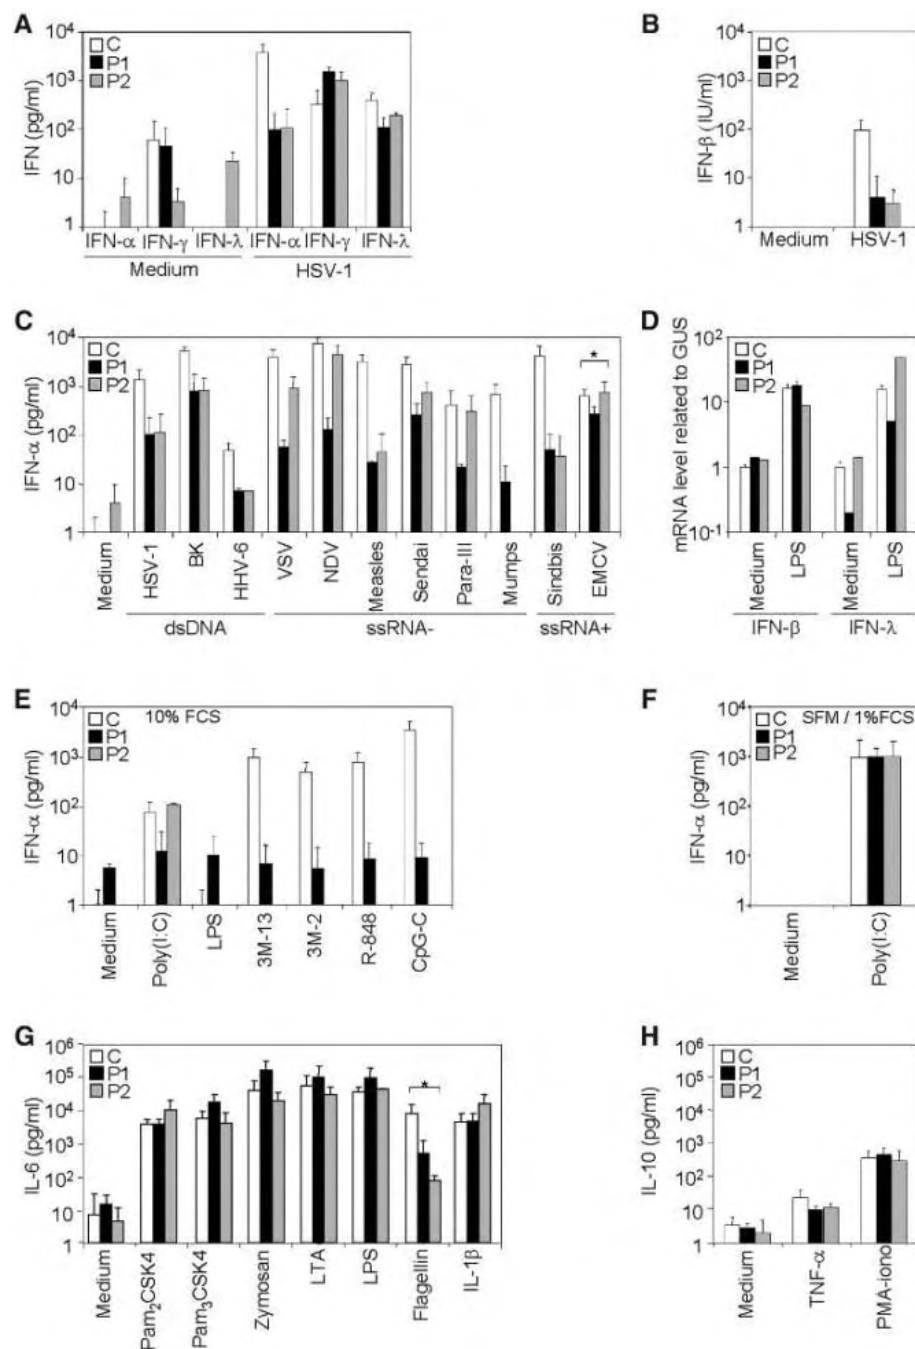 A
C
P1
P2
IFN (pg/ml)
10⁴
10³
10²
10
1
IFN-α IFN-γ IFN-λ IFN-α IFN-γ IFN-λ
Medium HSV-1
B
C
P1
P2
IFN-β (IU/ml)
10⁴
10³
10²
10
1
Medium HSV-1
C
C
P1
P2
IFN-α (pg/ml)
10⁴
10³
10²
10
1
*
Medium HSV-1 BK HHV-6 VSV NDV Measles Sendai Para-III Mumps Sindbis EMCV
dsDNA ssRNA- ssRNA+
D
C
P1
P2
mRNA level related to GUS
10²
10
1
10⁻¹
Medium LPS Medium LPS
IFN-β IFN-λ
E
10% FCS
C
P1
P2
IFN-α (pg/ml)
10⁴
10³
10²
10
1
Medium Poly(I:C) LPS 3M-13 3M-2 R-848 CpG-C
F
SFM / 1%FCS
C
P1
P2
IFN-α (pg/ml)
10⁴
10³
10²
10
1
Medium Poly(I:C)
G
C
P1
P2
IL-6 (pg/ml)
10⁶
10⁵
10⁴
10³
10²
10
1
*
Medium Pam₂CSK4 Pam₃CSK4 Zymosan LTA LPS Flagellin IL-1β
H
C
P1
P2
IL-10 (pg/ml)
10⁶
10⁵
10⁴
10³
10²
10
1
Medium TNF-α PMA-iono